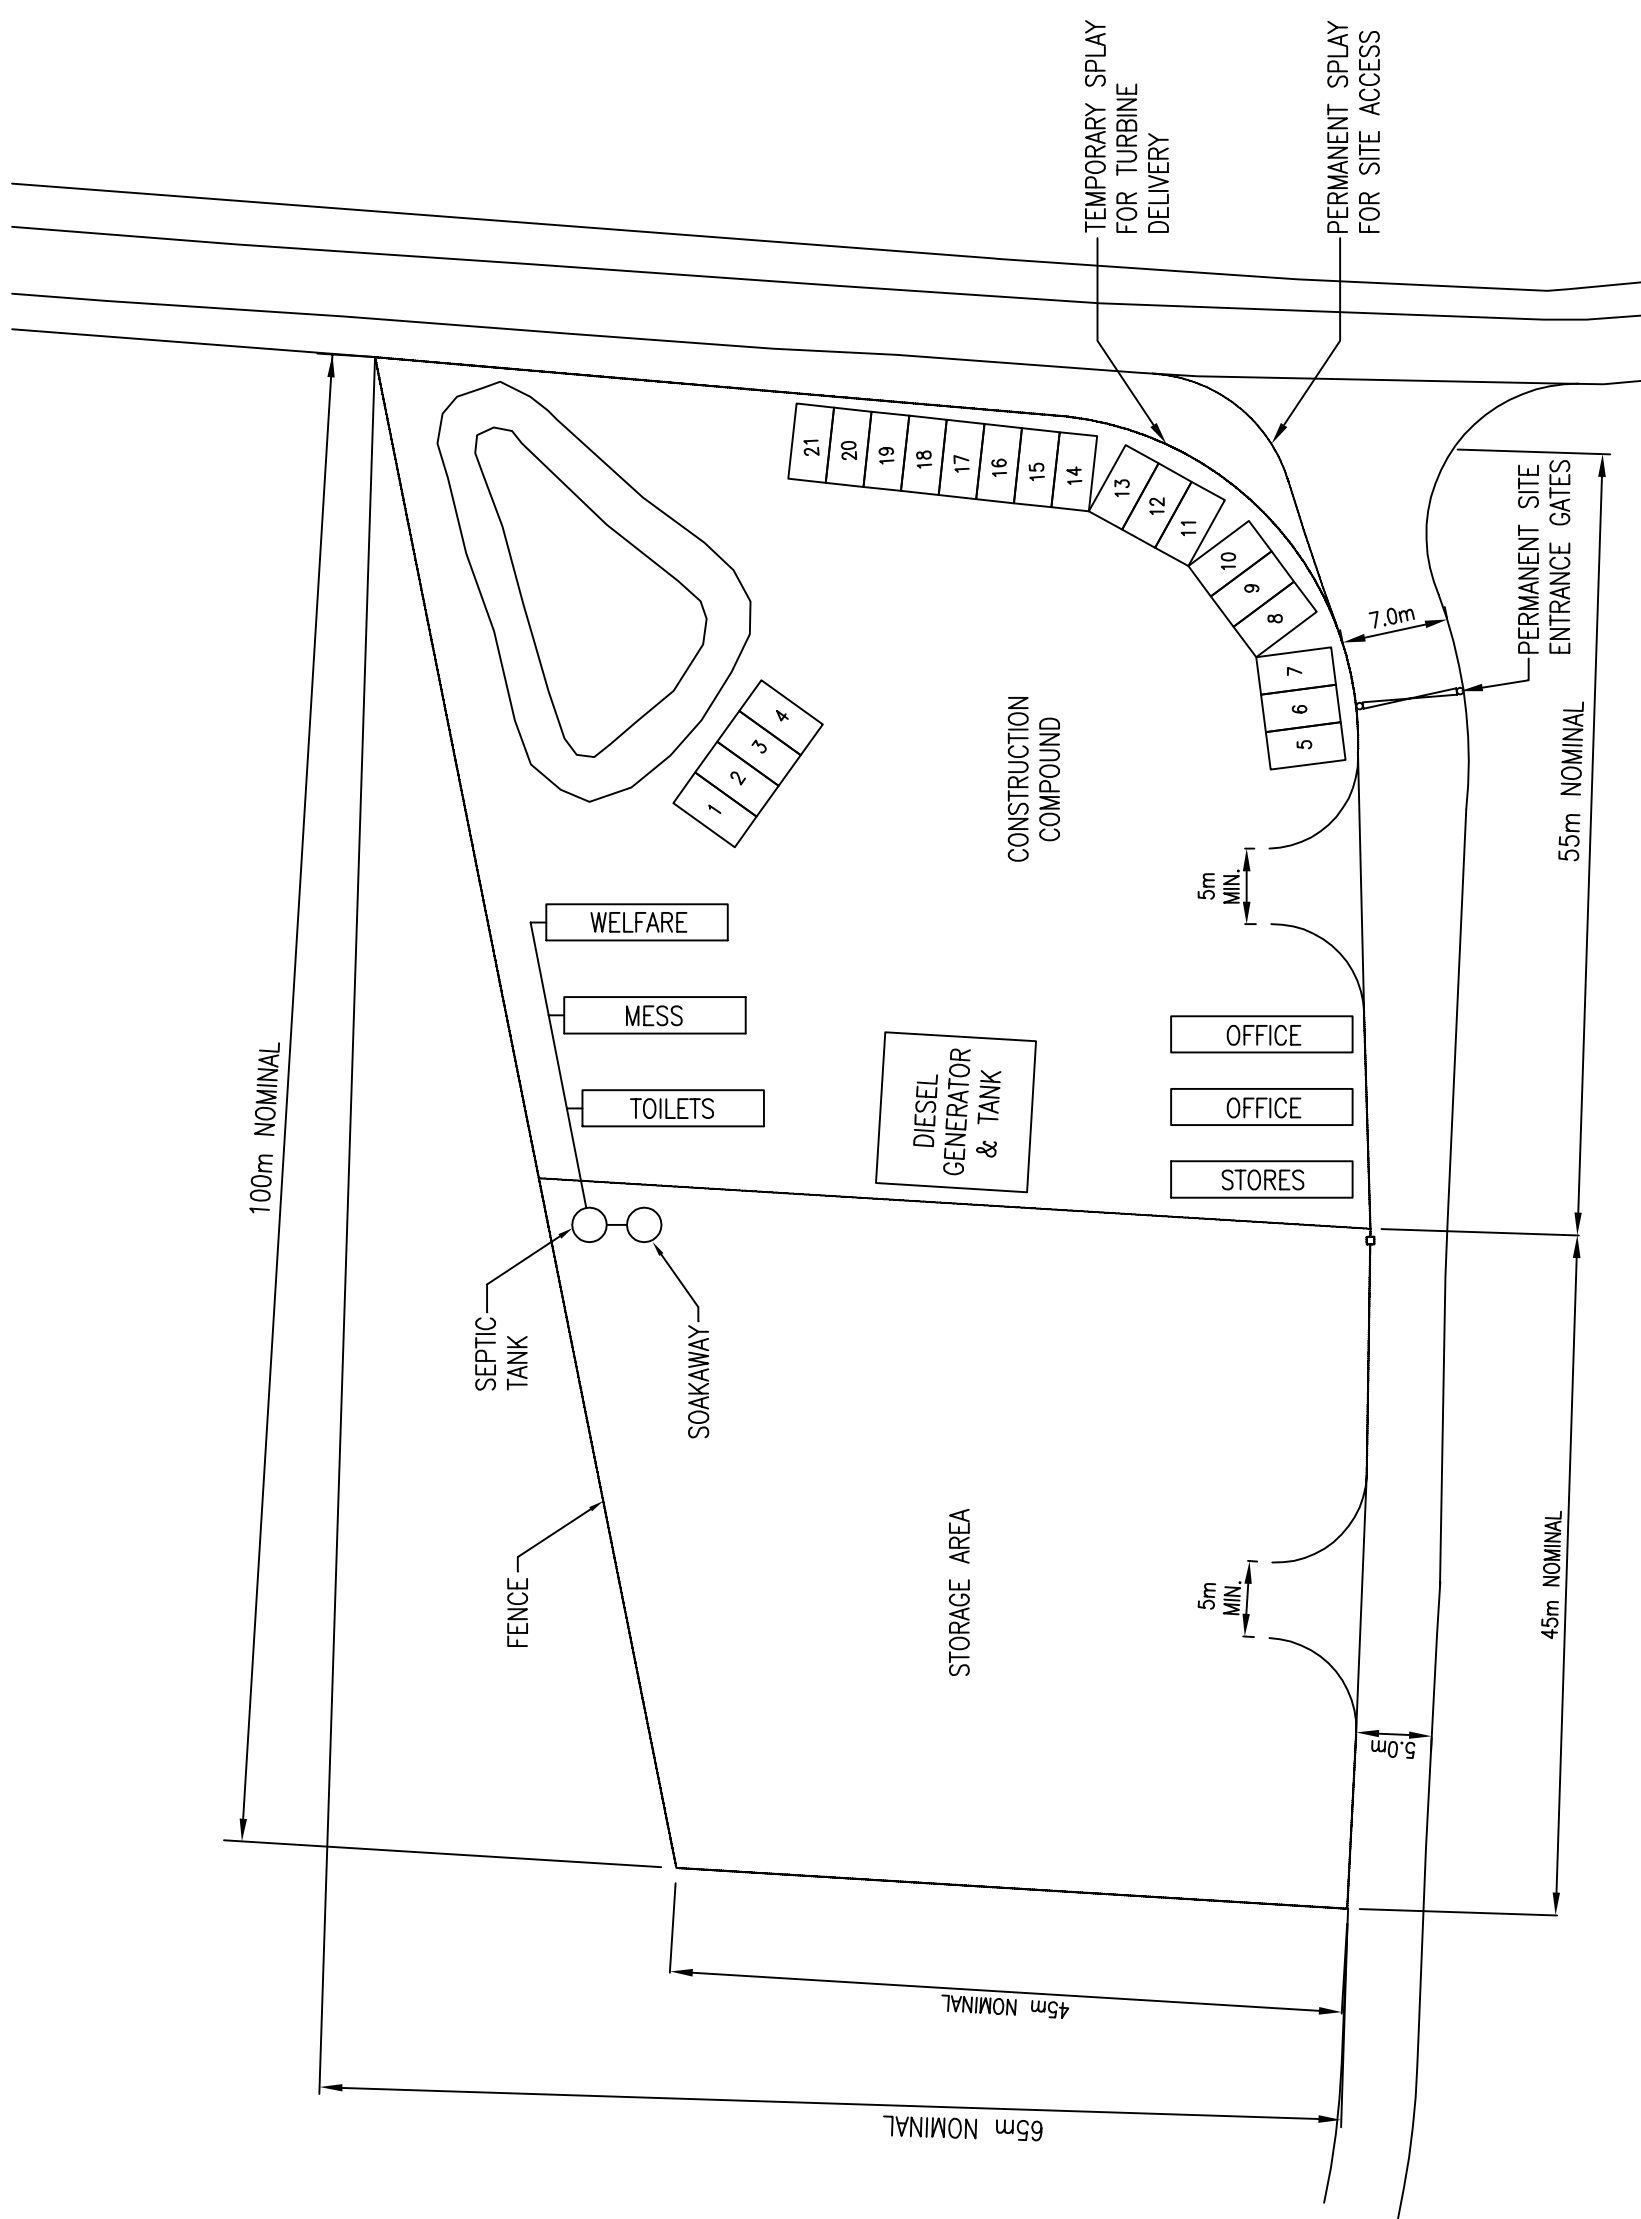 TEMPORARY SPLAY
FOR TURBINE
DELIVERY
PERMANENT SPLAY
FOR SITE ACCESS
21
20
19
18
17
16
15
14
13
12
11
10
9
8
7
6
5
1
2
3
4
7.0m
PERMANENT SITE
ENTRANCE GATES
55m NOMINAL
CONSTRUCTION
COMPOUND
5m
MIN.
WELFARE
MESS
TOILETS
DIESEL
GENERATOR
& TANK
OFFICE
OFFICE
STORES
100m NOMINAL
SEPTIC
TANK
SOAKAWAY
FENCE
STORAGE AREA
5m
MIN.
45m NOMINAL
5.0m
45m NOMINAL
65m NOMINAL